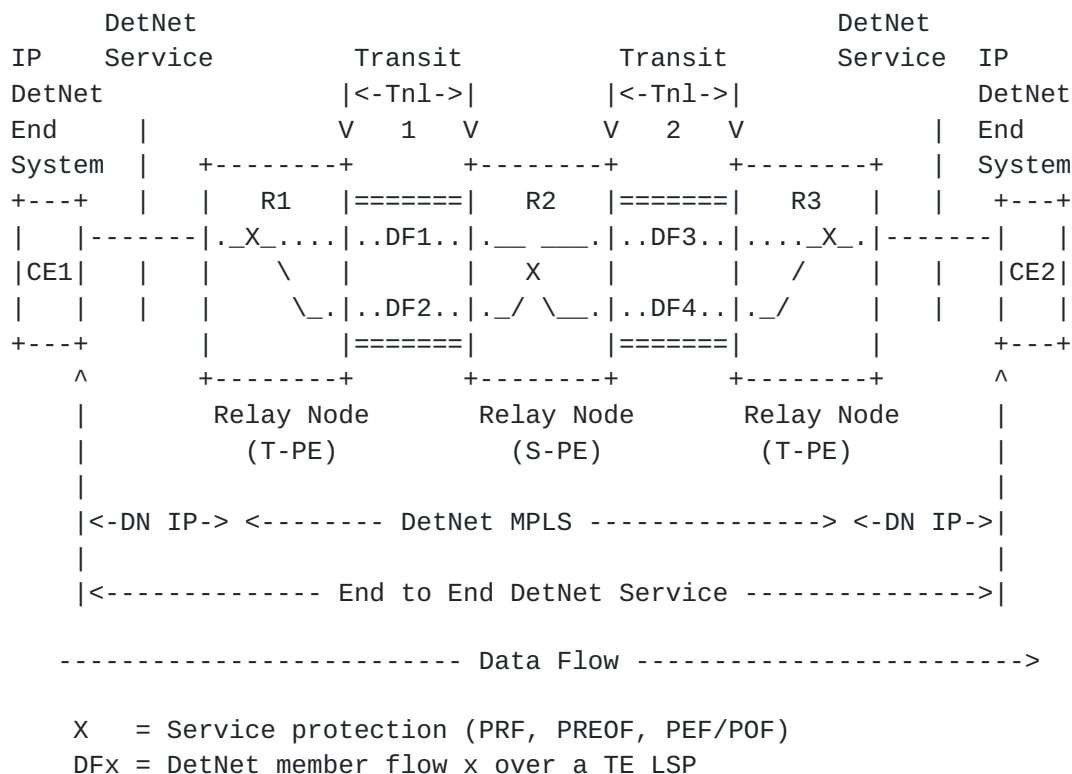 DetNet                                         DetNet
IP    Service         Transit          Transit       Service  IP
DetNet               |<-Tnl->|        |<-Tnl->|               DetNet
End     |            V   1   V        V   2   V            |  End
System  |   +--------+       +--------+       +--------+   |  System
+---+   |   |   R1   |=======|   R2   |=======|   R3   |   |   +---+
|   |-------|._X_....|..DF1..|.__ ___.|..DF3..|...._X_.|-------|   |
|CE1|   |   |    \   |       |   X    |       |   /    |   |   |CE2|
|   |   |   |     \_.|..DF2..|._/ \__.|..DF4..|._/     |   |   |   |
+---+       |        |=======|        |=======|        |       +---+
    ^       +--------+       +--------+       +--------+       ^
    |        Relay Node       Relay Node       Relay Node      |
    |          (T-PE)           (S-PE)          (T-PE)         |
    |                                                          |
    |<-DN IP-> <-------- DetNet MPLS ---------------> <-DN IP->|
    |                                                          |
    |<-------------- End to End DetNet Service --------------->|

   -------------------------- Data Flow ------------------------->

    X   = Service protection (PRF, PREOF, PEF/POF)
    DFx = DetNet member flow x over a TE LSP